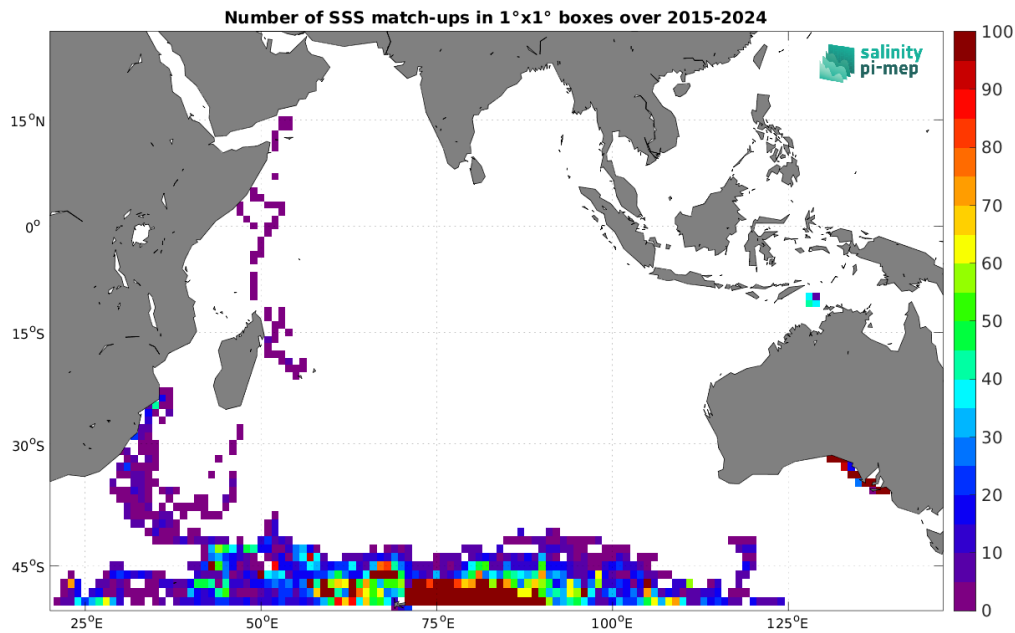 Number of SSS match-ups in 1°x1° boxes over 2015-2024
salinity
pi-mep
15°N
0°
15°S
30°S
45°S
25°E
50°E
75°E
100°E
125°E
100
90
80
70
60
50
40
30
20
10
0